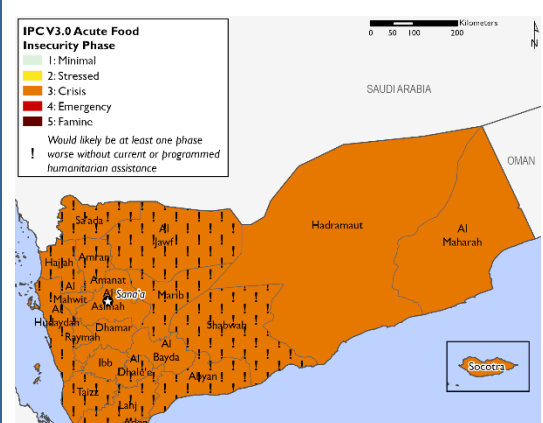 IPC V3.0 Acute Food
Insecurity Phase
1: Minimal
2: Stressed
3: Crisis
4: Emergency
5: Famine
! Would likely be at least one phase
worse without current or programmed
humanitarian assistance
Kilometers
0 50 100 200
N
SAUDI ARABIA
OMAN
Sa'ada
Al
Jawf
Hadramaut
Al
Maharah
Hajjah
Amran
Amanat
Al
Asimah
Sana'a
Al
Mahwit
Marib
Al
Hudaydah
Raymah
Dhamar
Shabwah
Ibb
Al
Dhale'e
Al
Bayda
Abyan
Taizz
Lahj
Aden
Socotra